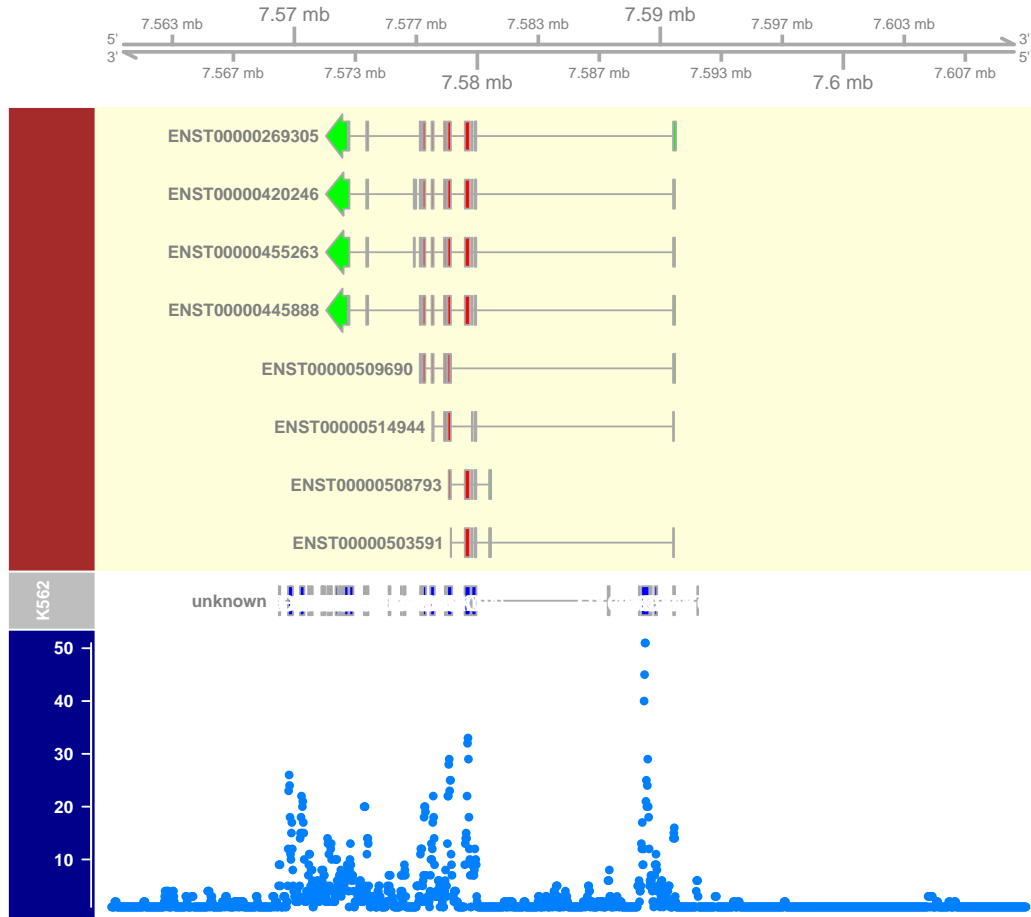 7.57 mb 7.59 mb
7.563 mb 7.577 mb 7.583 mb 7.597 mb 7.603 mb
5' 3'
3' 5'
7.567 mb 7.573 mb 7.587 mb 7.593 mb 7.607 mb
7.58 mb 7.6 mb
ENST00000269305
ENST00000420246
ENST00000455263
ENST00000445888
ENST00000509690
ENST00000514944
ENST00000508793
ENST00000503591
K562
unknown
50
40
30
20
10